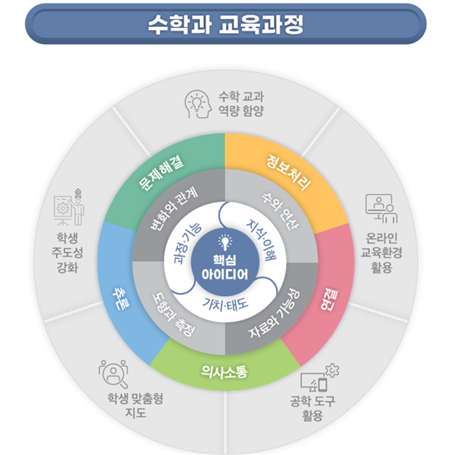 수학과 교육과정
수학 교과
역량 함양
문제해결
정보처리
변화와 관계
수와 연산
학생
주도성
강화
과정·기능
지식·이해
핵심
아이디어
온라인
교육환경
활용
추론
연결
가치·태도
도형과 측정
자료와 가능성
의사소통
학생 맞춤형
지도
공학 도구
활용